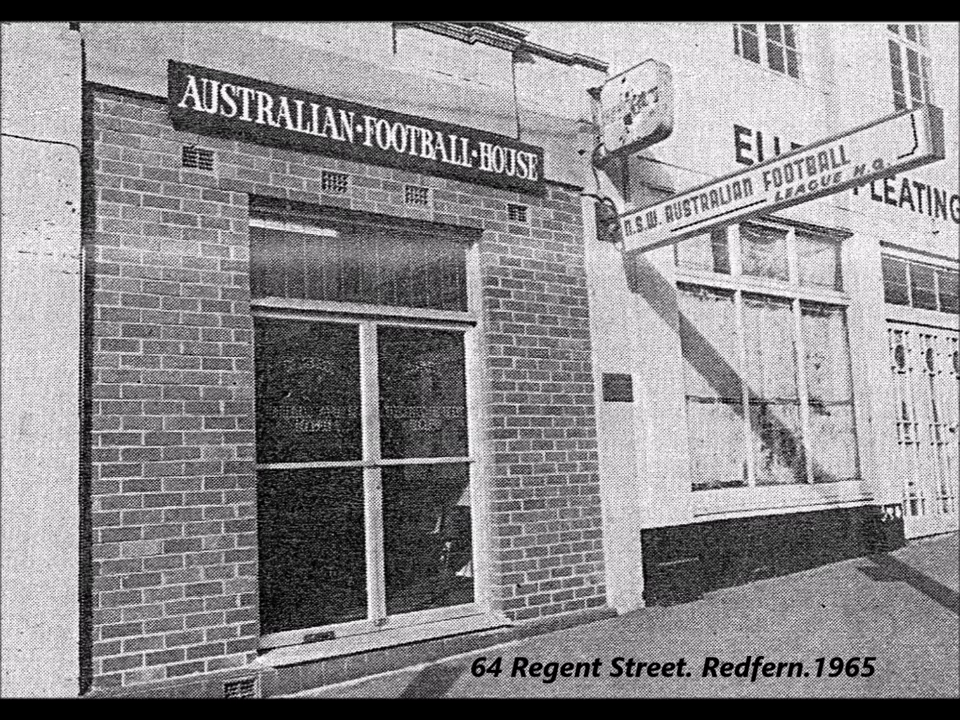 AUSTRALIAN·FOOTBALL·HOUSE
N.S.W. AUSTRALIAN FOOTBALL
LEAGUE H.Q.
PLEATING
64 Regent Street. Redfern.1965